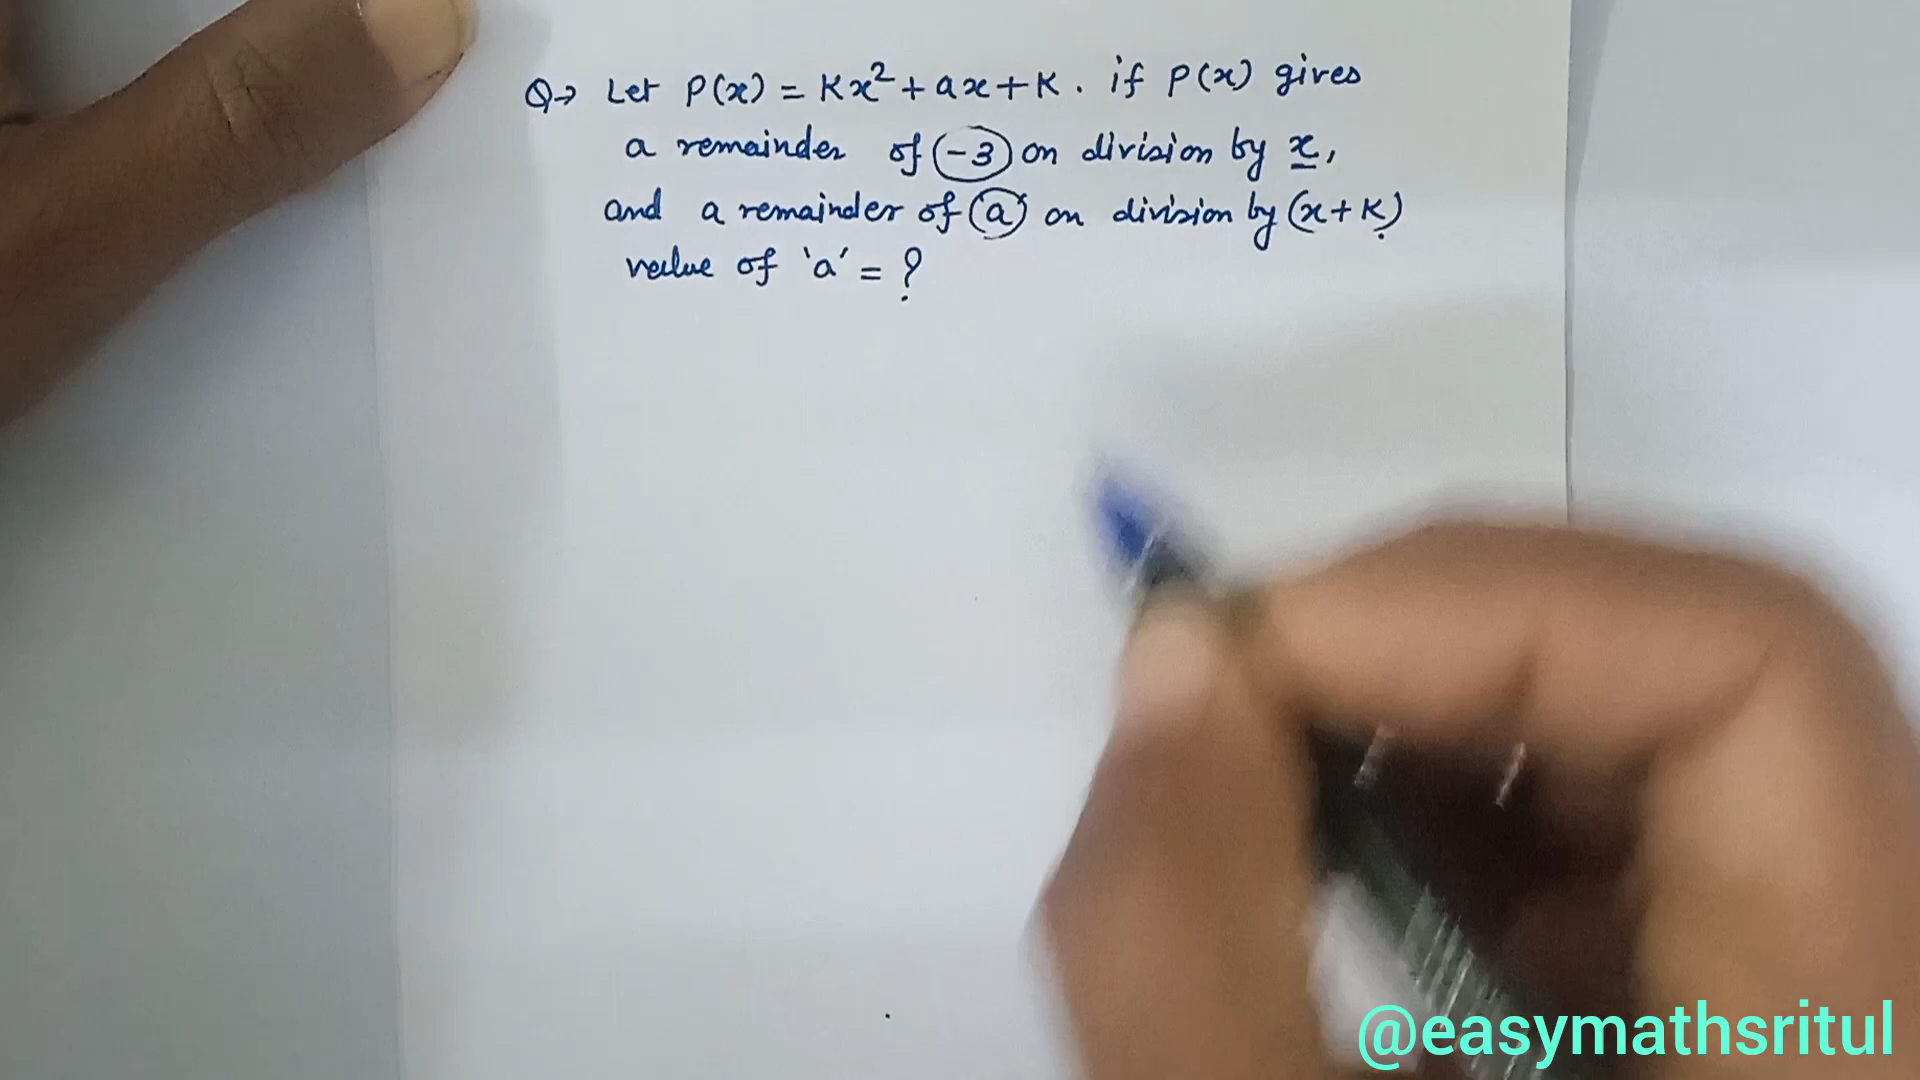 Q→ Let P(x) = Kx² + ax + K. if P(x) gives
a remainder of -3 on division by x,
and a remainder of a on division by (x+K)
value of 'a' = ?
@easymathsritul